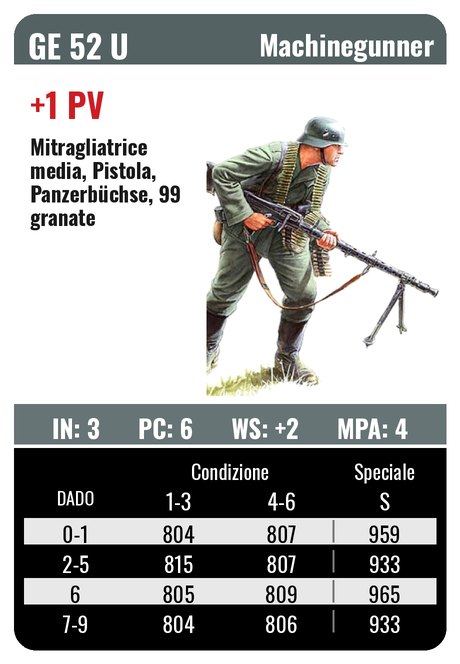 GE 52 U Machinegunner
+1 PV
Mitragliatrice
media, Pistola,
Panzerbüchse, 99
granate
IN: 3 PC: 6 WS: +2 MPA: 4
Condizione Speciale
DADO 1-3 4-6 S
0-1 804 807 959
2-5 815 807 933
6 805 809 965
7-9 804 806 933